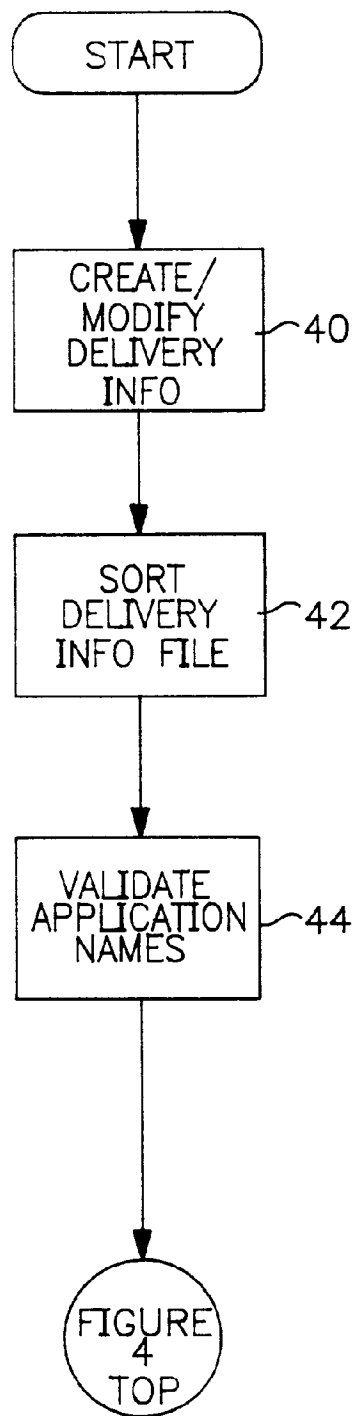 START
CREATE/
MODIFY
DELIVERY
INFO
40
SORT
DELIVERY
INFO FILE
42
VALIDATE
APPLICATION
NAMES
44
FIGURE
4
TOP